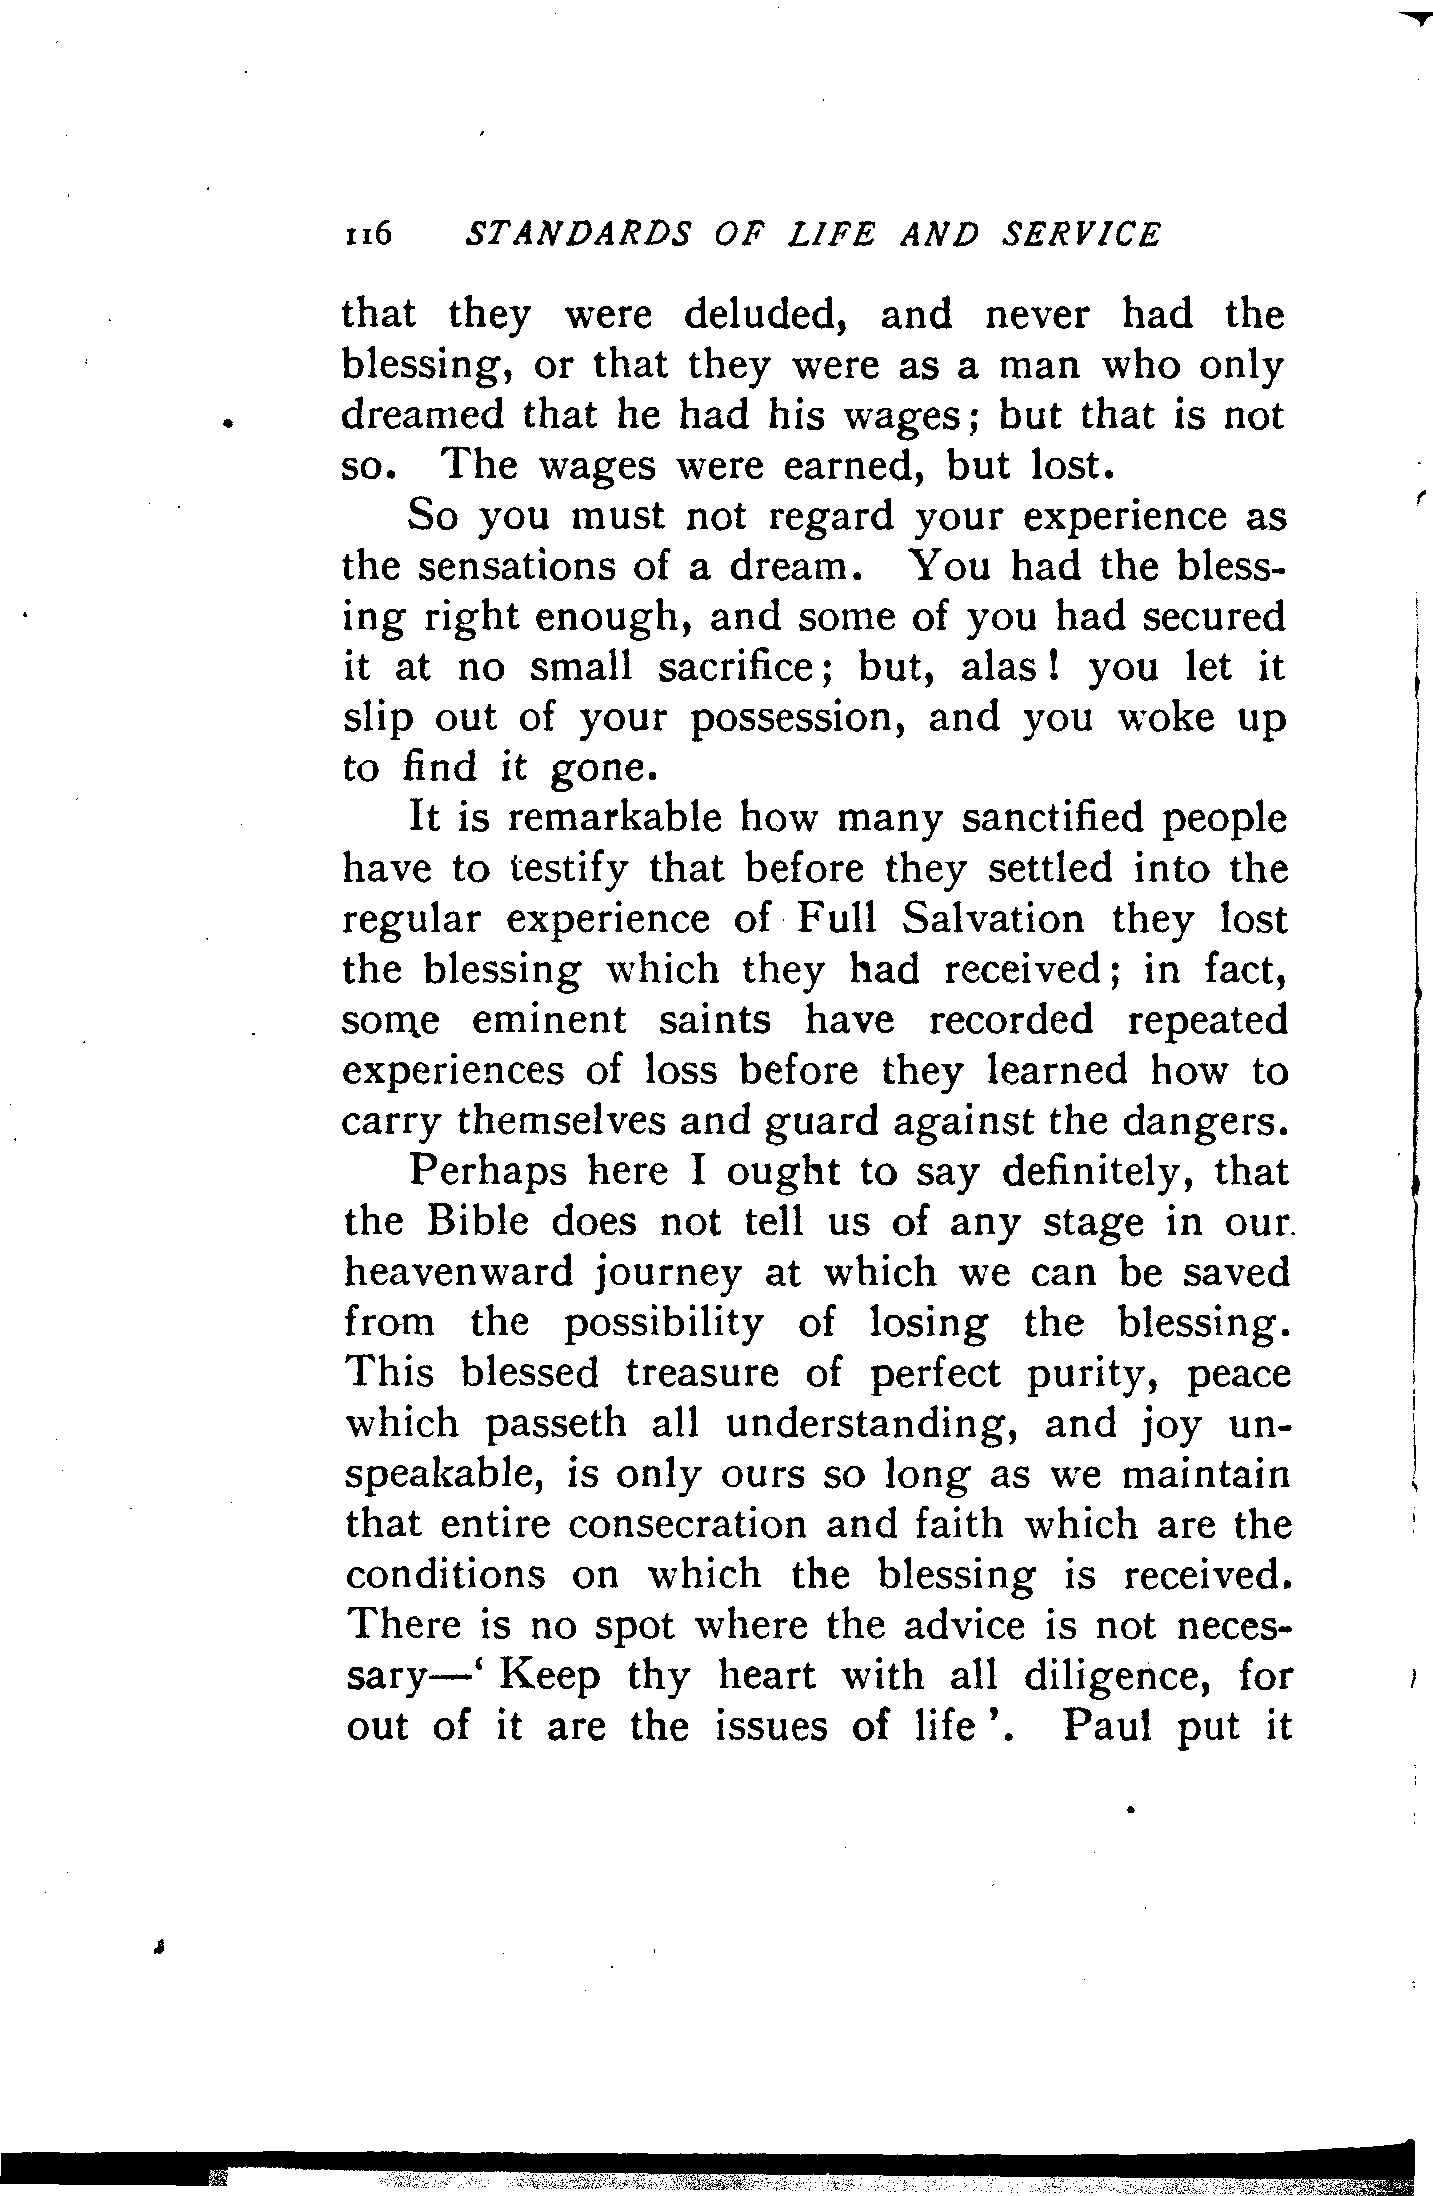 116 STANDARDS OF LIFE AND SERVICE
that they were deluded, and never had the
blessing, or that they were as a man who only
dreamed that he had his wages; but that is not
so. The wages were earned, but lost.
So you must not regard your experience as
the sensations of a dream. You had the bless-
ing right enough, and some of you had secured
it at no small sacrifice; but, alas! you let it
slip out of your possession, and you woke up
to find it gone.
It is remarkable how many sanctified people
have to testify that before they settled into the
regular experience of Full Salvation they lost
the blessing which they had received; in fact,
some eminent saints have recorded repeated
experiences of loss before they learned how to
carry themselves and guard against the dangers.
Perhaps here I ought to say definitely, that
the Bible does not tell us of any stage in our
heavenward journey at which we can be saved
from the possibility of losing the blessing.
This blessed treasure of perfect purity, peace
which passeth all understanding, and joy un-
speakable, is only ours so long as we maintain
that entire consecration and faith which are the
conditions on which the blessing is received.
There is no spot where the advice is not neces-
sary—‘ Keep thy heart with all diligence, for
out of it are the issues of life ’. Paul put it